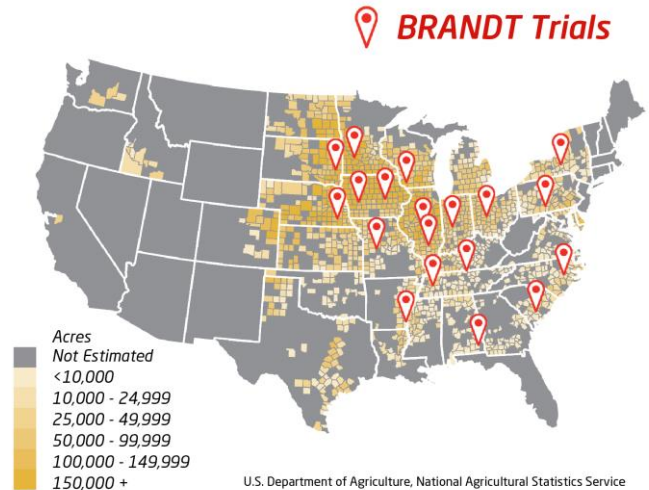 BRANDT Trials
Acres
Not Estimated
<10,000
10,000 - 24,999
25,000 - 49,999
50,000 - 99,999
100,000 - 149,999
150,000 +
U.S. Department of Agriculture, National Agricultural Statistics Service